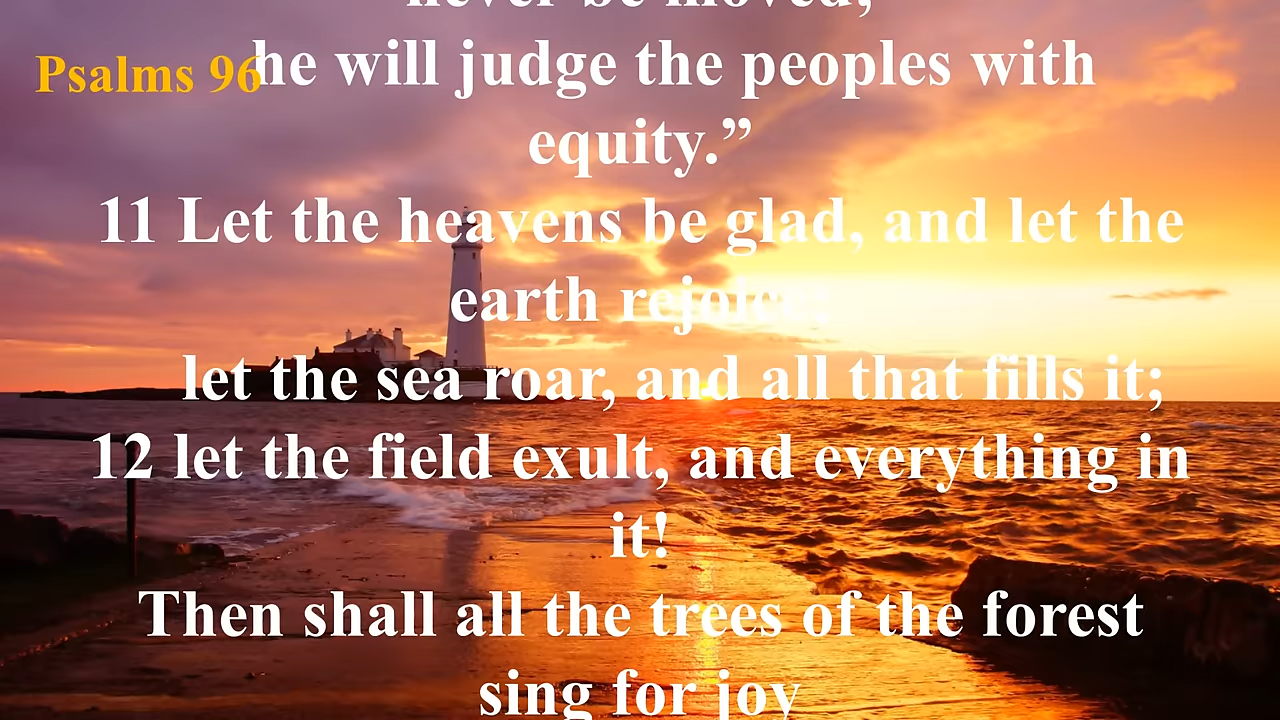 never be moved;
Psalms 96
he will judge the peoples with
equity.”
11 Let the heavens be glad, and let the
earth rejoice;
let the sea roar, and all that fills it;
12 let the field exult, and everything in
it!
Then shall all the trees of the forest
sing for joy